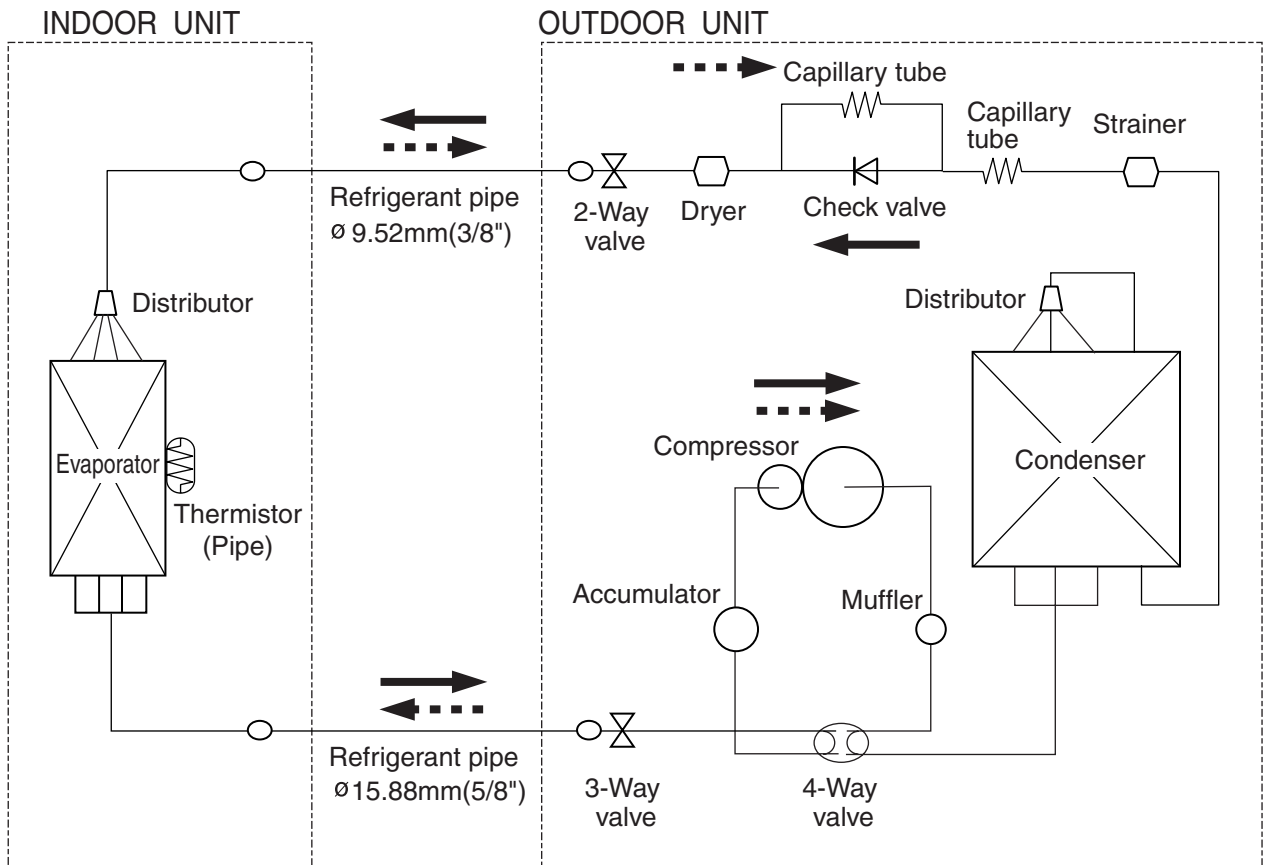 INDOOR UNIT
OUTDOOR UNIT
Capillary tube
Capillary
tube
Strainer
Refrigerant pipe
ø 9.52mm(3/8")
2-Way
valve
Dryer
Check valve
Distributor
Distributor
Compressor
Evaporator
Condenser
Thermistor
(Pipe)
Accumulator
Muffler
Refrigerant pipe
ø15.88mm(5/8")
3-Way
valve
4-Way
valve